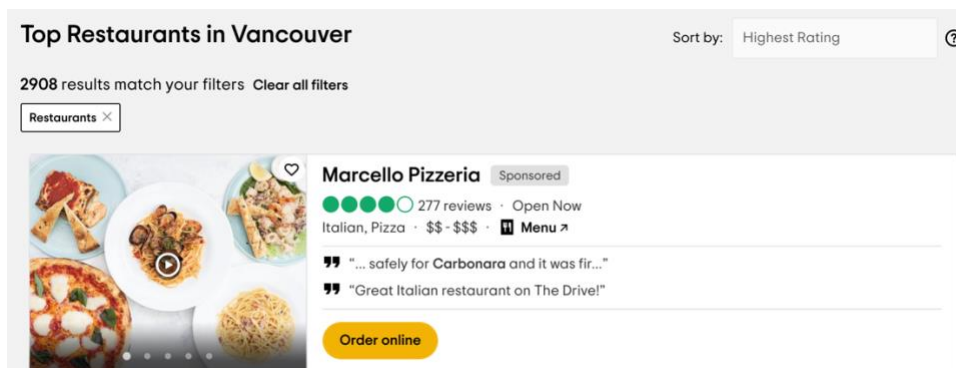 Top Restaurants in Vancouver
Sort by: Highest Rating
2908 results match your filters Clear all filters
Restaurants
Marcello Pizzeria Sponsored
277 reviews · Open Now
Italian, Pizza · $$ - $$$ · Menu
"... safely for Carbonara and it was fir..."
"Great Italian restaurant on The Drive!"
Order online